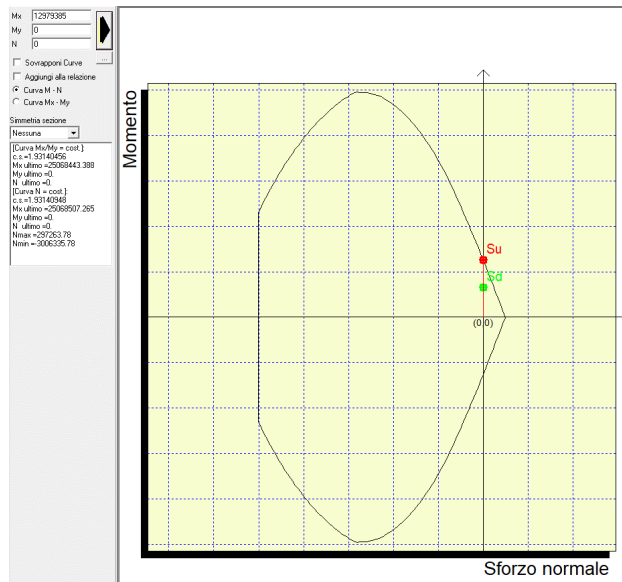 Mx 12979385
My 0
N 0
...
Sovrapponi Curve
Aggiungi alla relazione
Curva M - N
Curva Mx - My
Simmetria sezione
Nessuna
[Curva Mx/My = cost.]:
c.s.=1.93140456
Mx ultimo =25068443.388
My ultimo =0.
N ultimo =0.
[Curva N = cost.]:
c.s.=1.93140948
Mx ultimo =25068507.265
My ultimo =0.
N ultimo =0.
Nmax =297263.78
Nmin =-3006335.78
Momento
Su
Sd
(0,0)
Sforzo normale